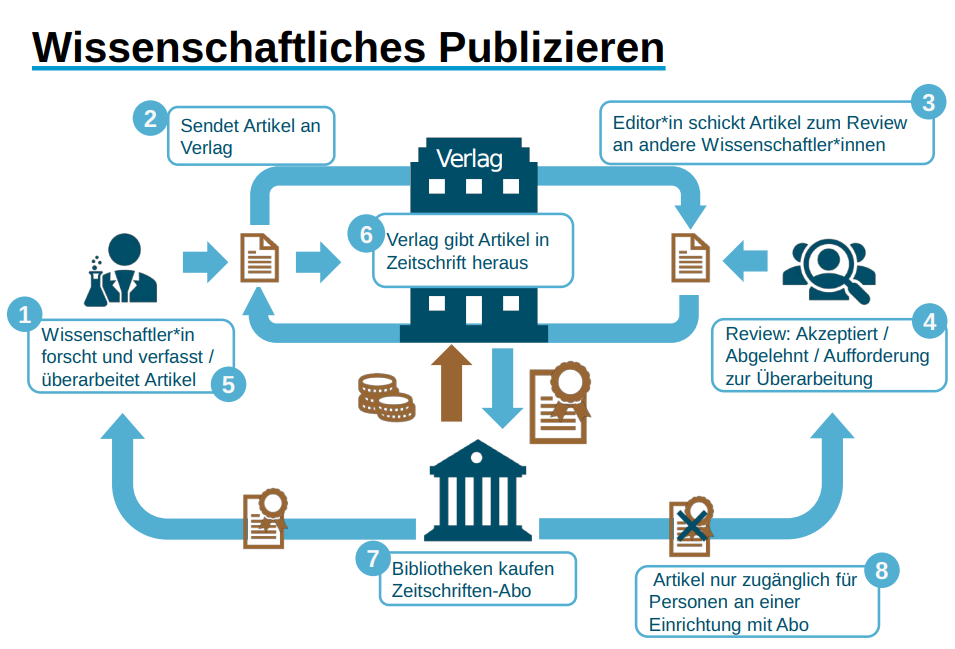 Wissenschaftliches Publizieren
2
Sendet Artikel an
Verlag
Verlag
3
Editor*in schickt Artikel zum Review
an andere Wissenschaftler*innen
6
Verlag gibt Artikel in
Zeitschrift heraus
1
Wissenschaftler*in
forscht und verfasst /
überarbeitet Artikel
5
4
Review: Akzeptiert /
Abgelehnt / Aufforderung
zur Überarbeitung
7
Bibliotheken kaufen
Zeitschriften-Abo
8
Artikel nur zugänglich für
Personen an einer
Einrichtung mit Abo